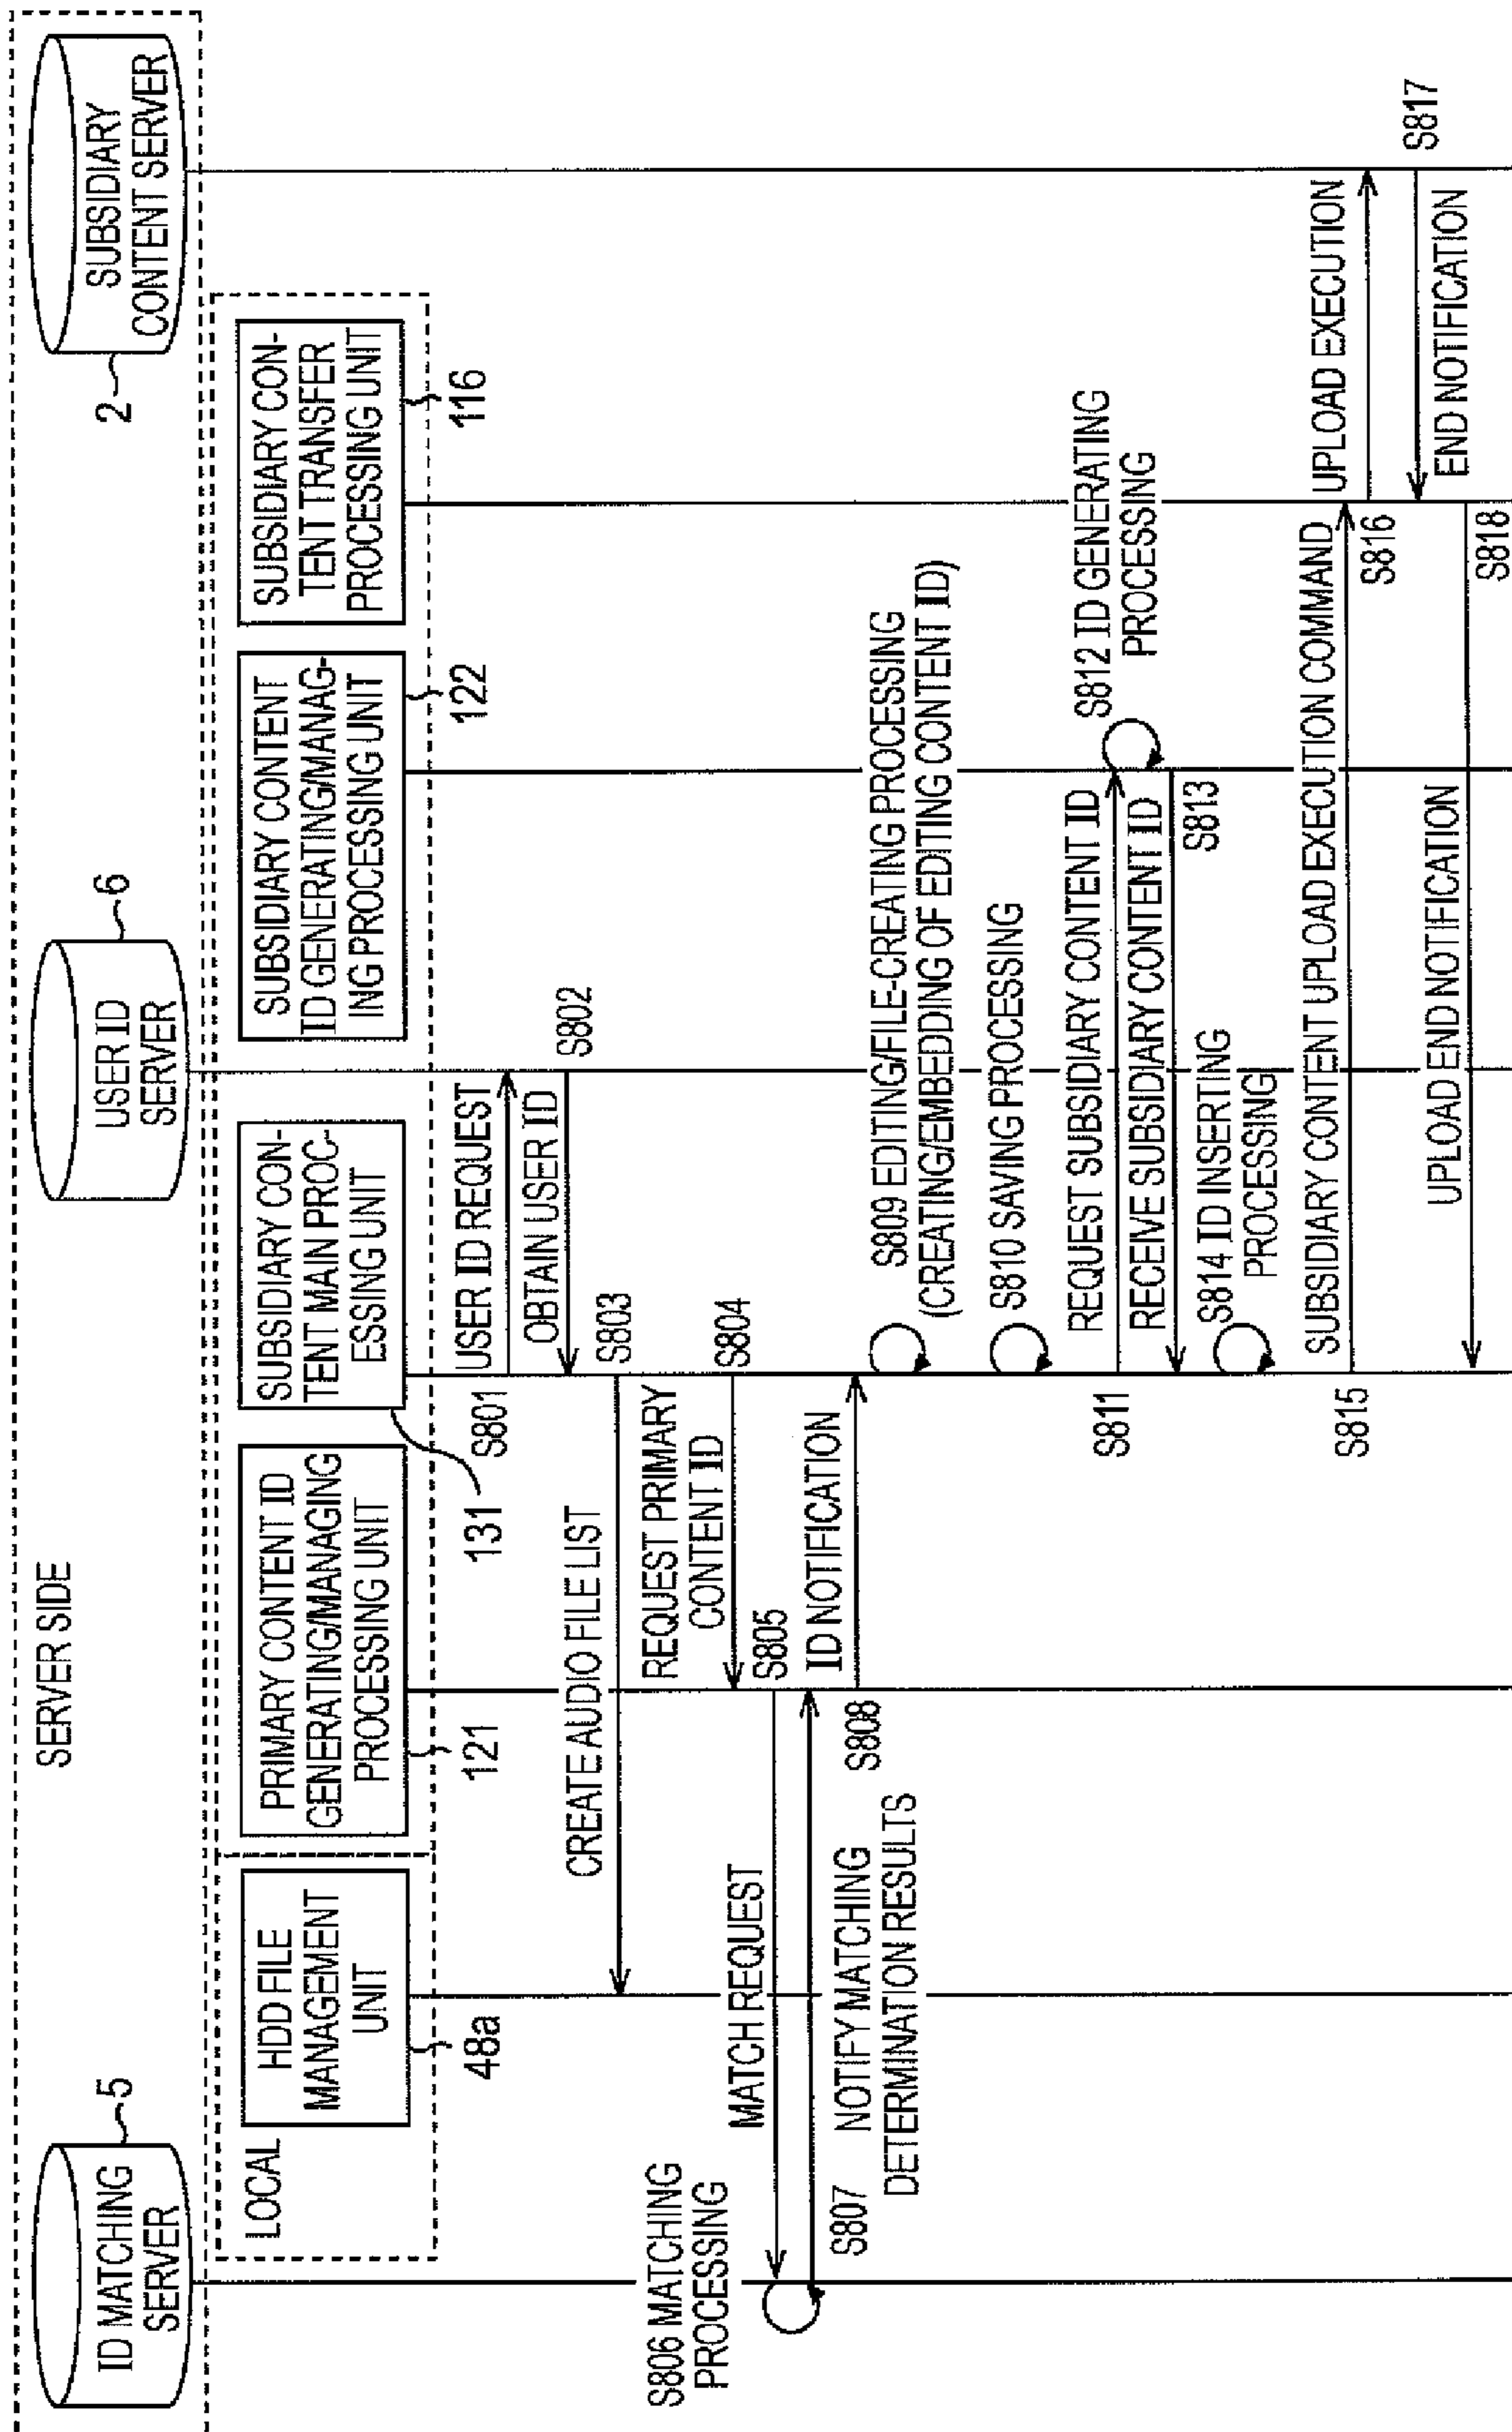 SERVER SIDE
ID MATCHING
SERVER
5
USER ID
SERVER
6
SUBSIDIARY
CONTENT SERVER
2
LOCAL
HDD FILE
MANAGEMENT
UNIT
48a
PRIMARY CONTENT ID
GENERATING/MANAGING
PROCESSING UNIT
121
SUBSIDIARY CON-
TENT MAIN PROC-
ESSING UNIT
131
SUBSIDIARY CONTENT
ID GENERATING/MANAG-
ING PROCESSING UNIT
122
SUBSIDIARY CON-
TENT TRANSFER
PROCESSING UNIT
116
S801
USER ID REQUEST
OBTAIN USER ID
S802
CREATE AUDIO FILE LIST
S803
REQUEST PRIMARY
CONTENT ID
S804
MATCH REQUEST
S805
S806 MATCHING
PROCESSING
S807
NOTIFY MATCHING
DETERMINATION RESULTS
S808
ID NOTIFICATION
S809 EDITING/FILE-CREATING PROCESSING
(CREATING/EMBEDDING OF EDITING CONTENT ID)
S810 SAVING PROCESSING
S811
REQUEST SUBSIDIARY CONTENT ID
S812 ID GENERATING
PROCESSING
RECEIVE SUBSIDIARY CONTENT ID
S813
S814 ID INSERTING
PROCESSING
S815
SUBSIDIARY CONTENT UPLOAD EXECUTION COMMAND
S816
UPLOAD EXECUTION
S817
END NOTIFICATION
UPLOAD END NOTIFICATION
S818